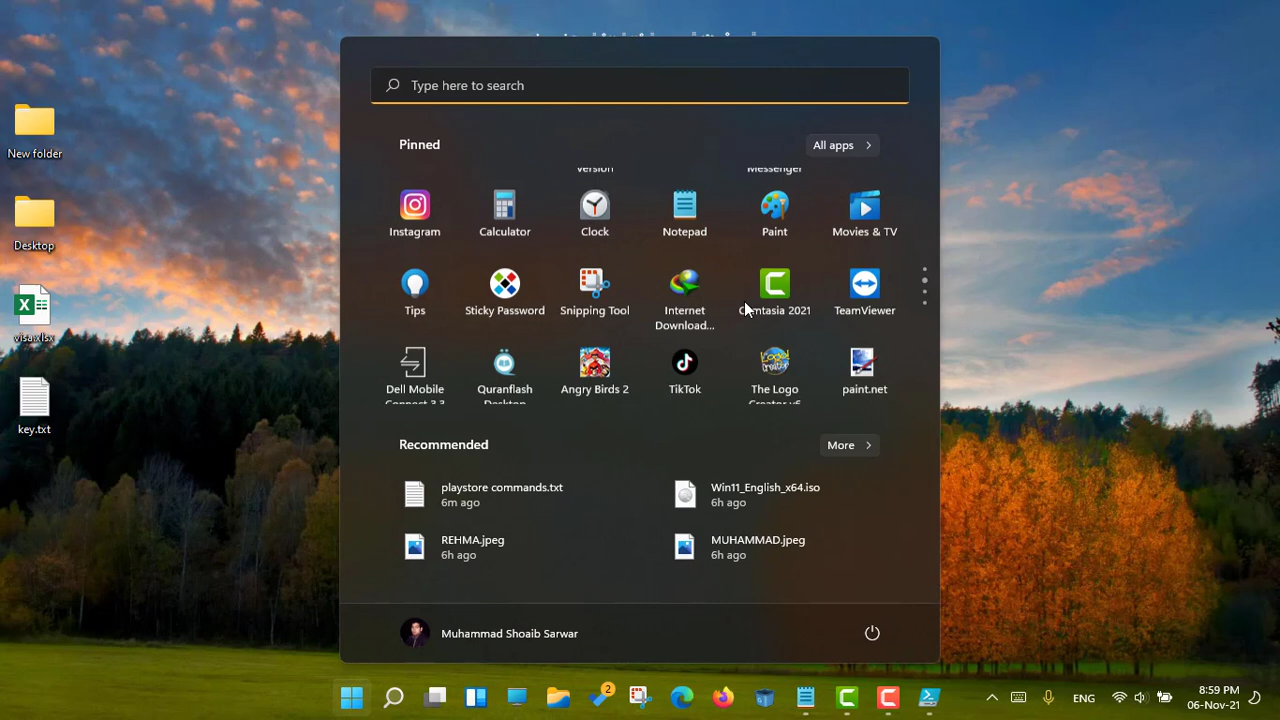 Type here to search
New folder
Pinned
All apps
Version
Messenger
Instagram
Calculator
Clock
Notepad
Paint
Movies & TV
Desktop
Tips
Sticky Password
Snipping Tool
Internet
Download...
Camtasia 2021
TeamViewer
visa.xlsx
Dell Mobile
Connect 3.3
Quranflash
Desktop
Angry Birds 2
TikTok
The Logo
Creator v6
paint.net
key.txt
Recommended
More
playstore commands.txt
6m ago
Win11_English_x64.iso
6h ago
REHMA.jpeg
6h ago
MUHAMMAD.jpeg
6h ago
Muhammad Shoaib Sarwar
2
ENG
8:59 PM
06-Nov-21